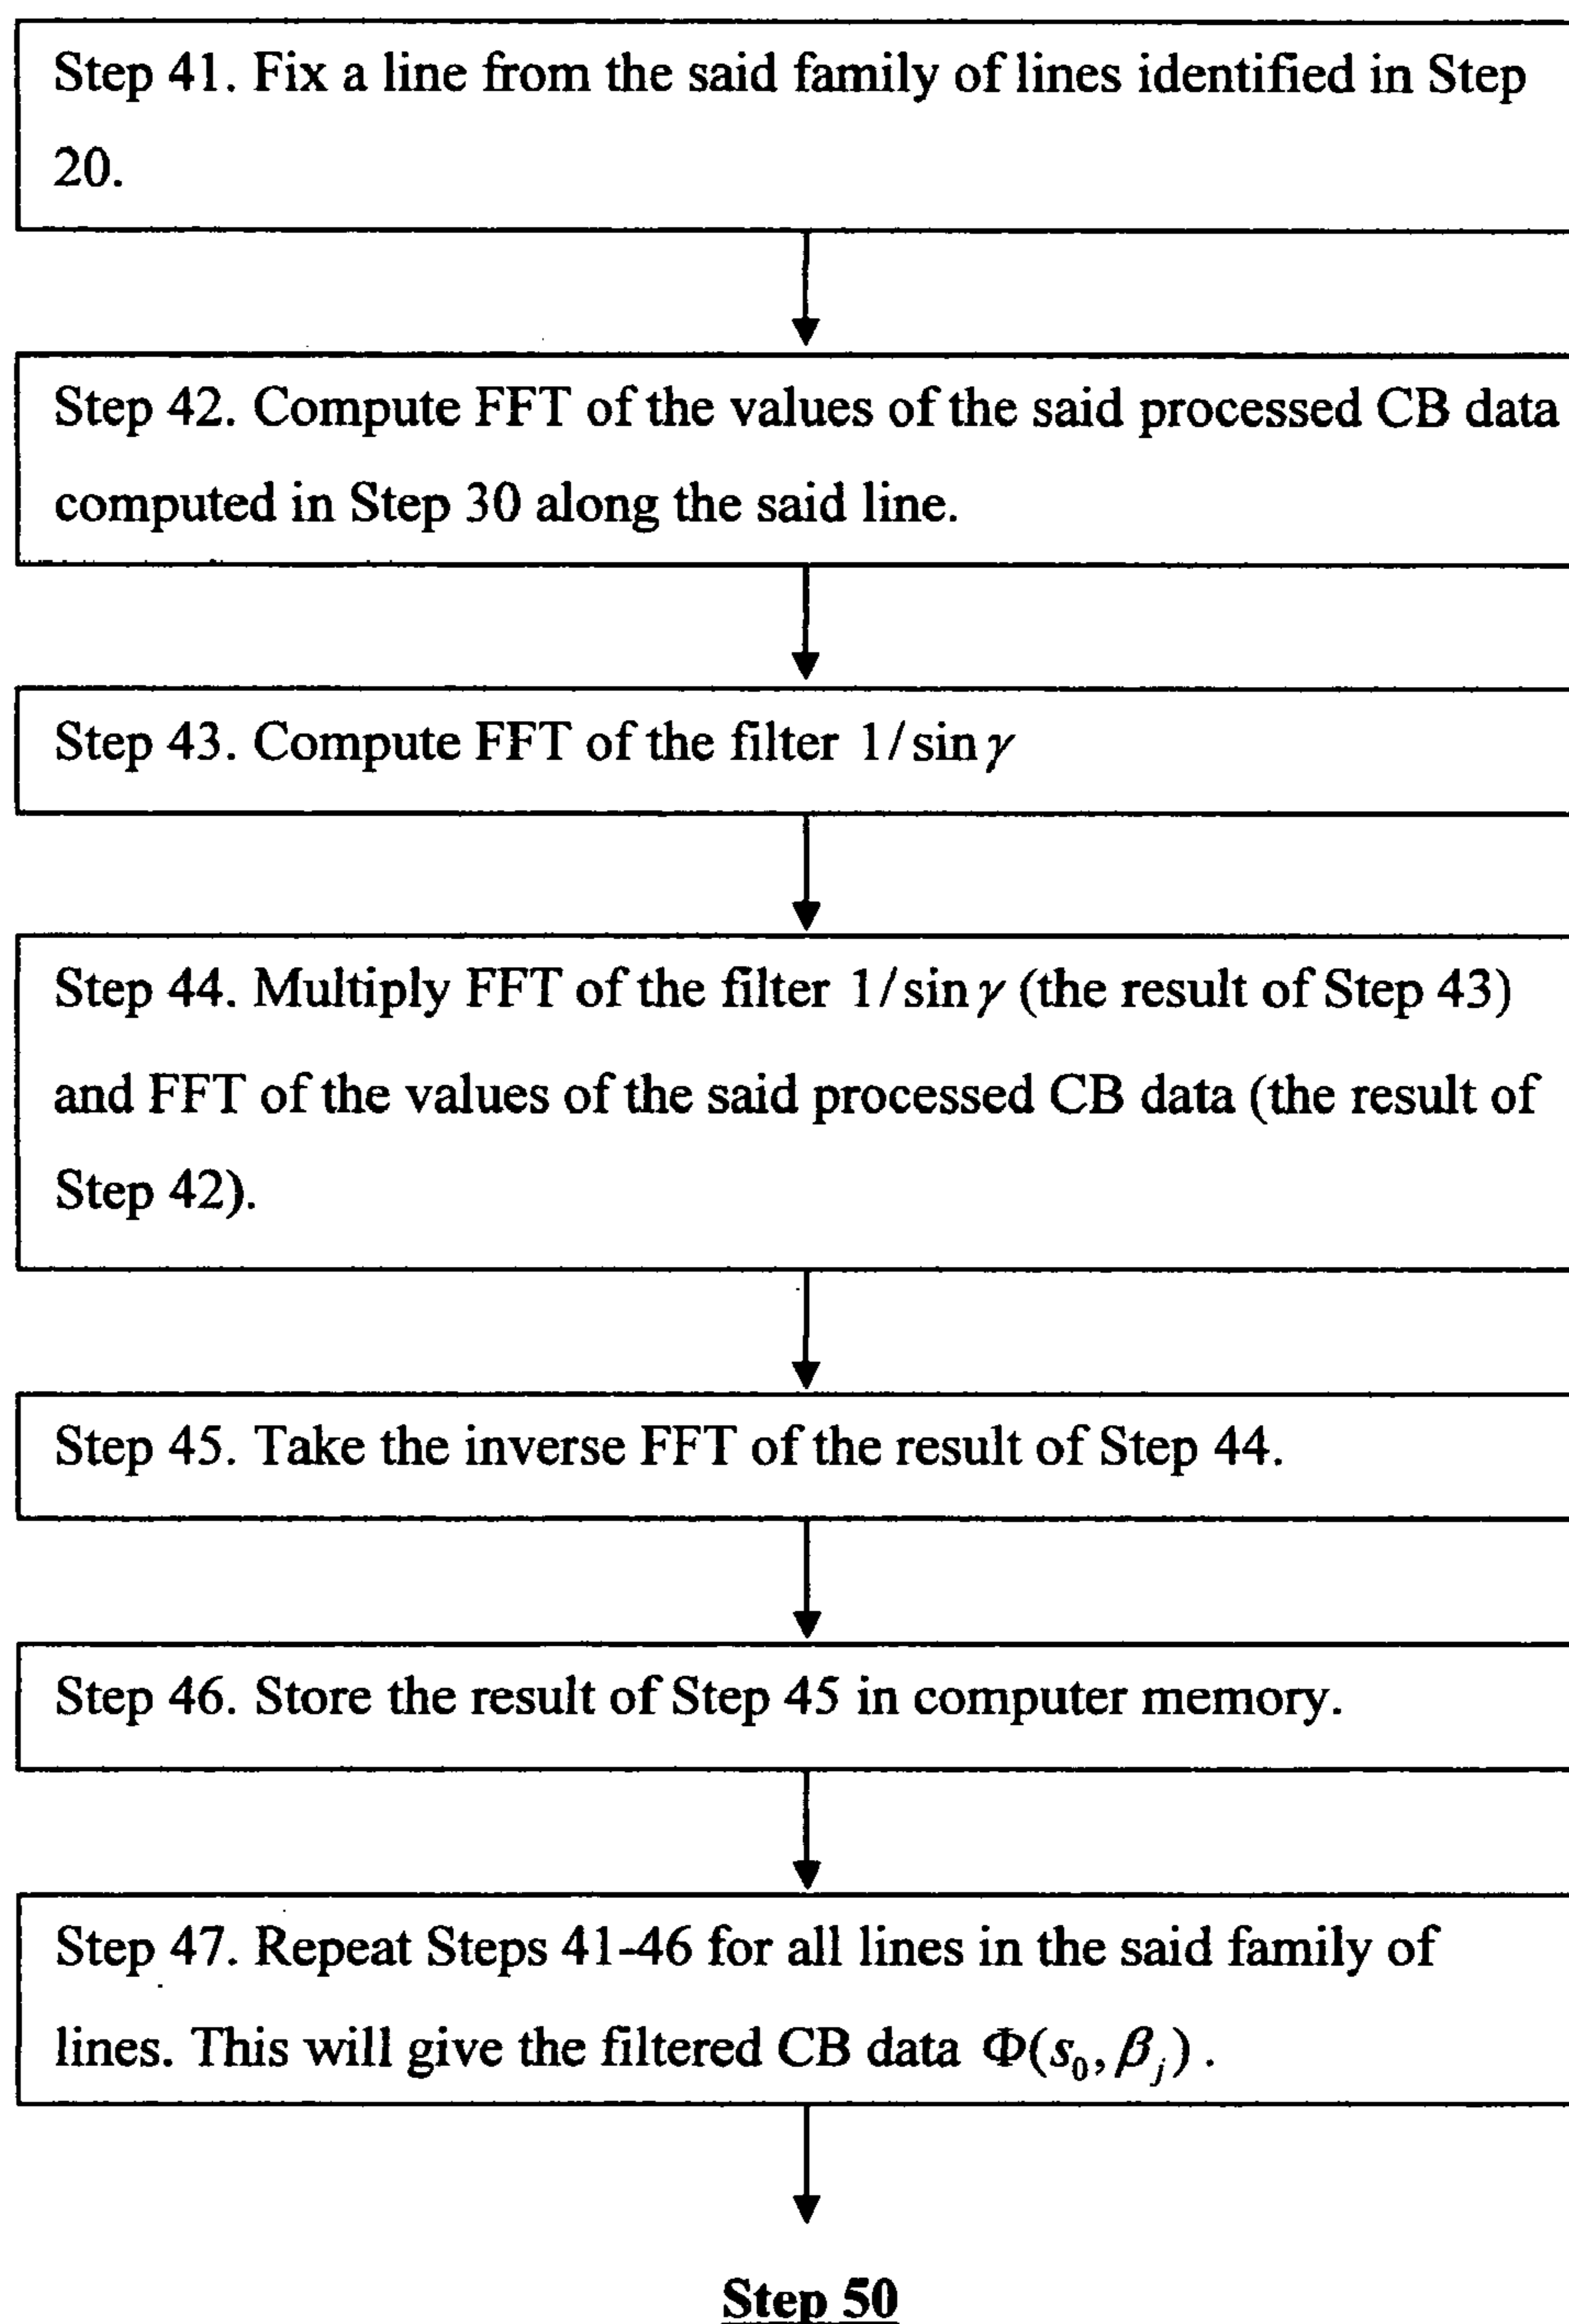 Step 41. Fix a line from the said family of lines identified in Step
20.
Step 42. Compute FFT of the values of the said processed CB data
computed in Step 30 along the said line.
Step 43. Compute FFT of the filter 1/sin γ
Step 44. Multiply FFT of the filter 1/sin γ (the result of Step 43)
and FFT of the values of the said processed CB data (the result of
Step 42).
Step 45. Take the inverse FFT of the result of Step 44.
Step 46. Store the result of Step 45 in computer memory.
Step 47. Repeat Steps 41-46 for all lines in the said family of
lines. This will give the filtered CB data Φ(s₀, βⱼ).
Step 50